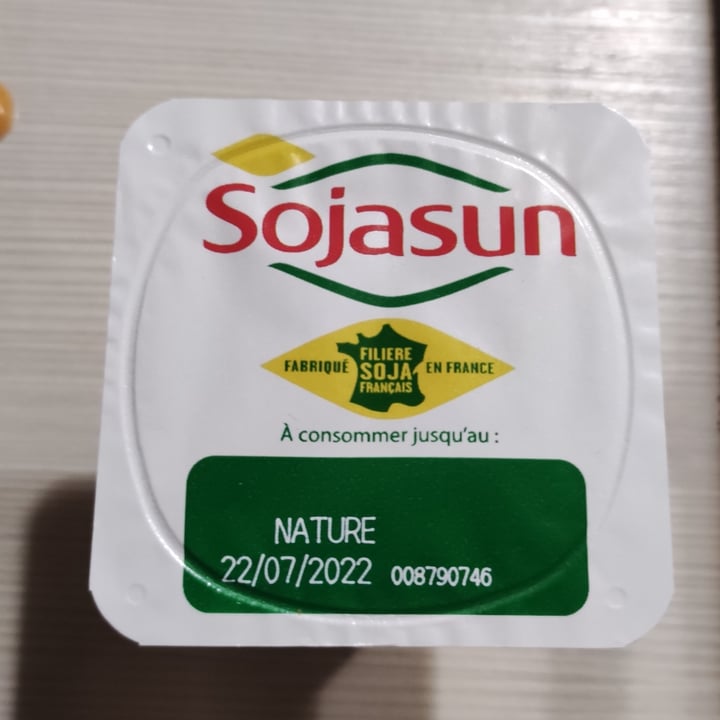 Sojasun
FABRIQUÉ FILIERE SOJA FRANÇAIS EN FRANCE
À consommer jusqu'au :
NATURE
22/07/2022 008790746